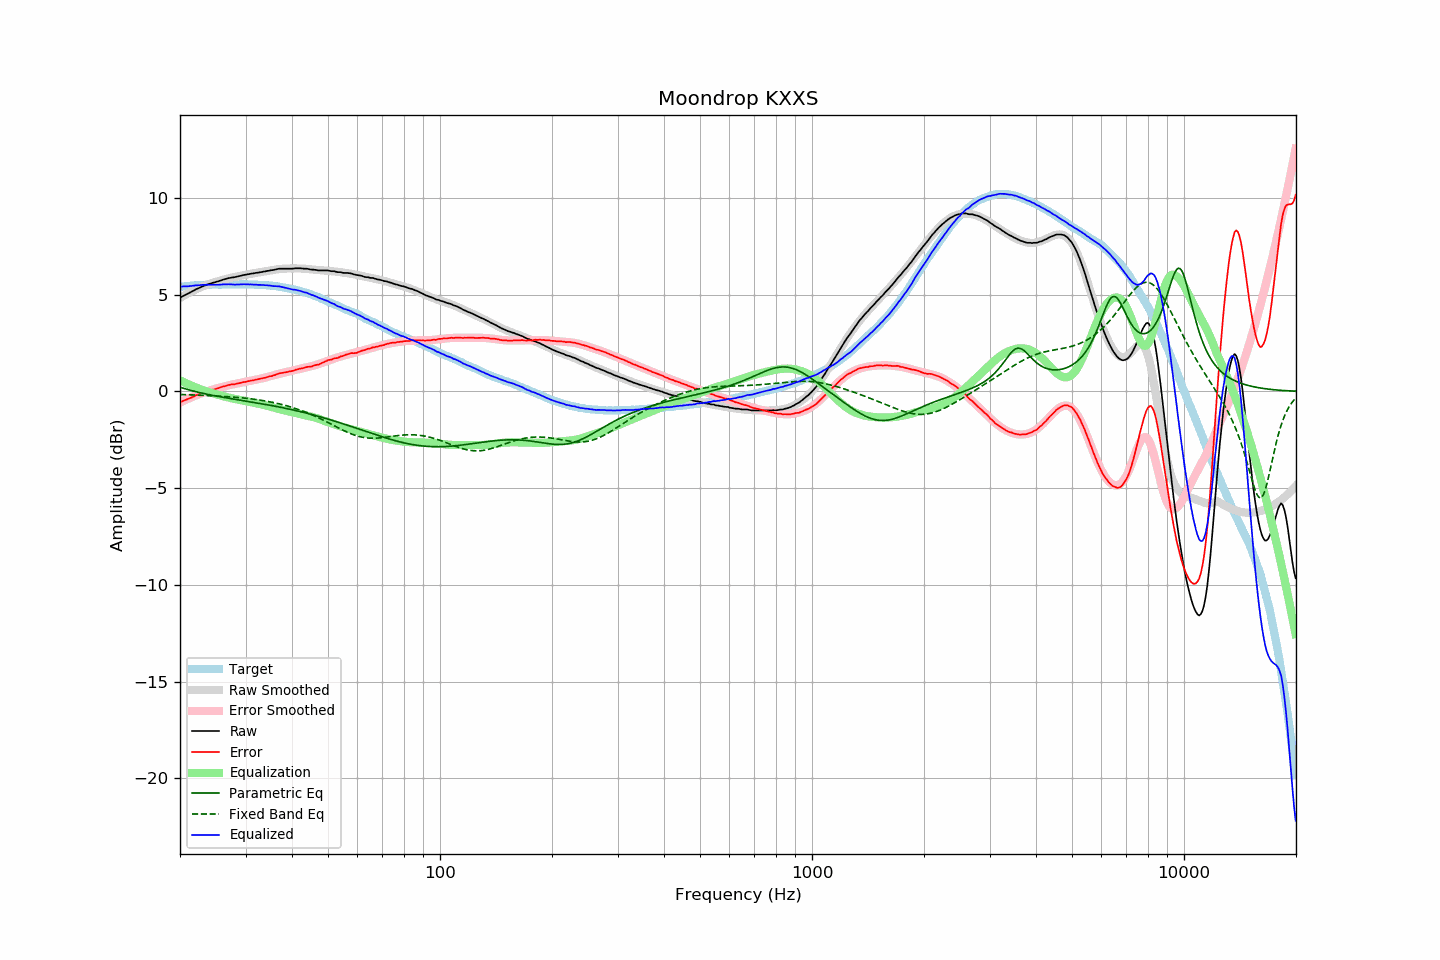 Moondrop KXXS
Amplitude (dBr)
10
5
0
−5
−10
−15
−20
Target
Raw Smoothed
Error Smoothed
Raw
Error
Equalization
Parametric Eq
Fixed Band Eq
Equalized
100
1000
10000
Frequency (Hz)